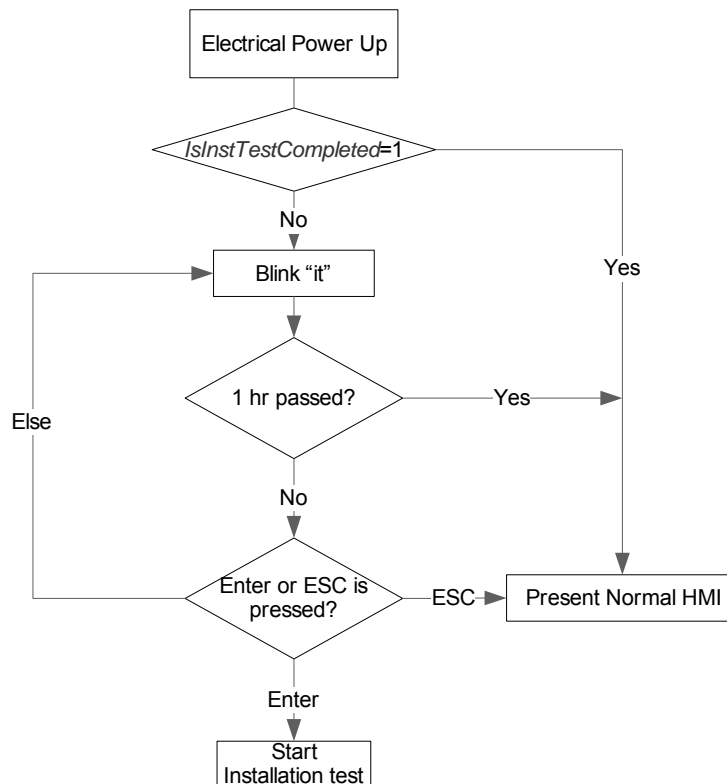 Electrical Power Up
IsInstTestCompleted=1
No
Yes
Blink “it”
1 hr passed?
Yes
Else
No
Enter or ESC is
pressed?
ESC
Present Normal HMI
Enter
Start
Installation test